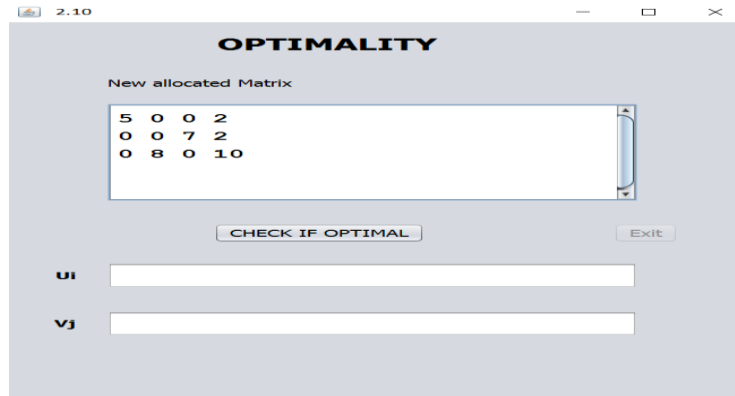 2.10
OPTIMALITY
New allocated Matrix
5 0 0 2
0 0 7 2
0 8 0 10
CHECK IF OPTIMAL Exit
Ui
Vj